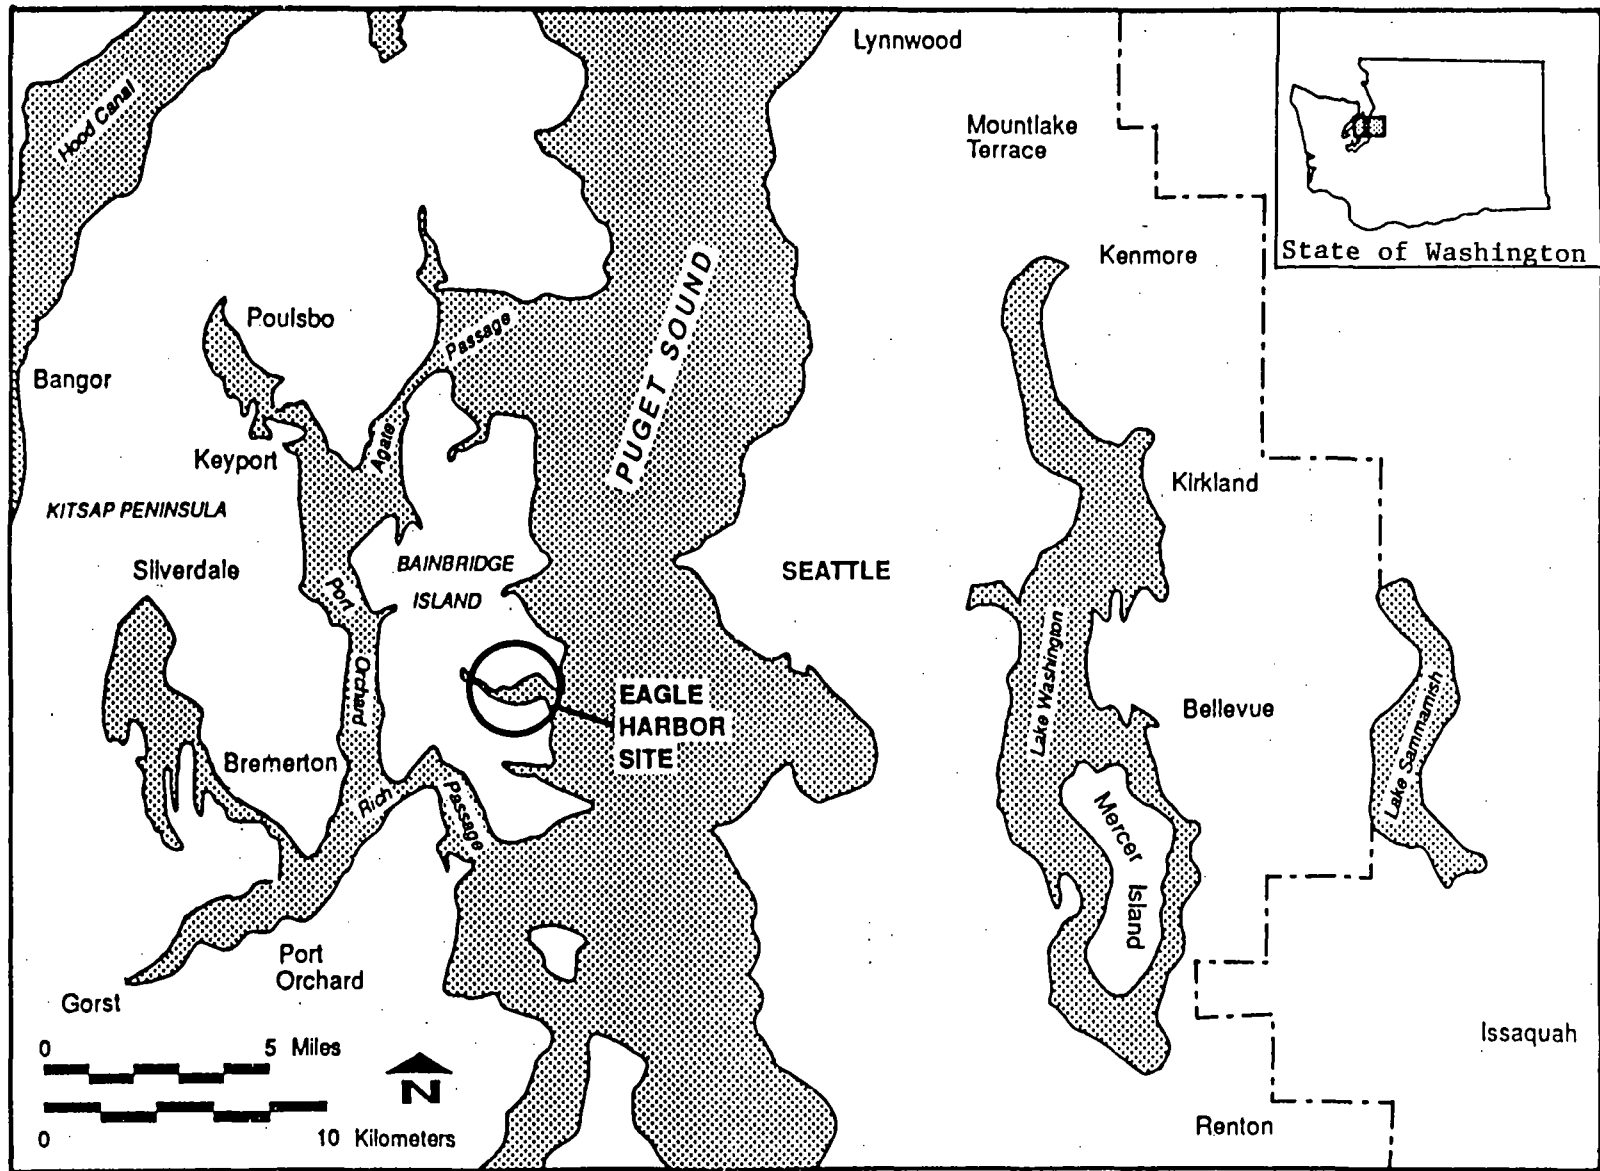 Lynnwood
Hood Canal
Mountlake
Terrace
State of Washington
Kenmore
PUGET SOUND
Poulsbo
Passage
Bangor
Agate
Keyport
Kirkland
KITSAP PENINSULA
BAINBRIDGE
ISLAND
Silverdale
SEATTLE
Port
Orchard
Lake Washington
EAGLE
HARBOR
SITE
Bellevue
Lake Sammamish
Bremerton
Rich
Passage
Mercer
Island
Port
Orchard
Gorst
Issaquah
0 5 Miles
N
0 10 Kilometers
Renton